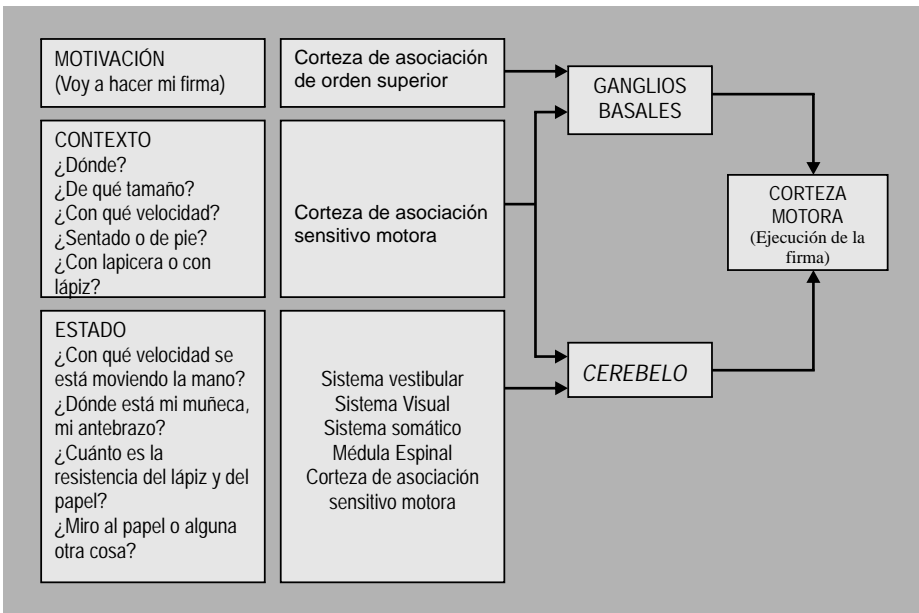 MOTIVACIÓN
(Voy a hacer mi firma)
Corteza de asociación
de orden superior
GANGLIOS
BASALES
CONTEXTO
¿Dónde?
¿De qué tamaño?
¿Con qué velocidad?
¿Sentado o de pie?
¿Con lapicera o con
lápiz?
Corteza de asociación
sensitivo motora
CORTEZA
MOTORA
(Ejecución de la
firma)
ESTADO
¿Con qué velocidad se
está moviendo la mano?
¿Dónde está mi muñeca,
mi antebrazo?
¿Cuánto es la
resistencia del lápiz y del
papel?
¿Miro al papel o alguna
otra cosa?
Sistema vestibular
Sistema Visual
Sistema somático
Médula Espinal
Corteza de asociación
sensitivo motora
CEREBELO